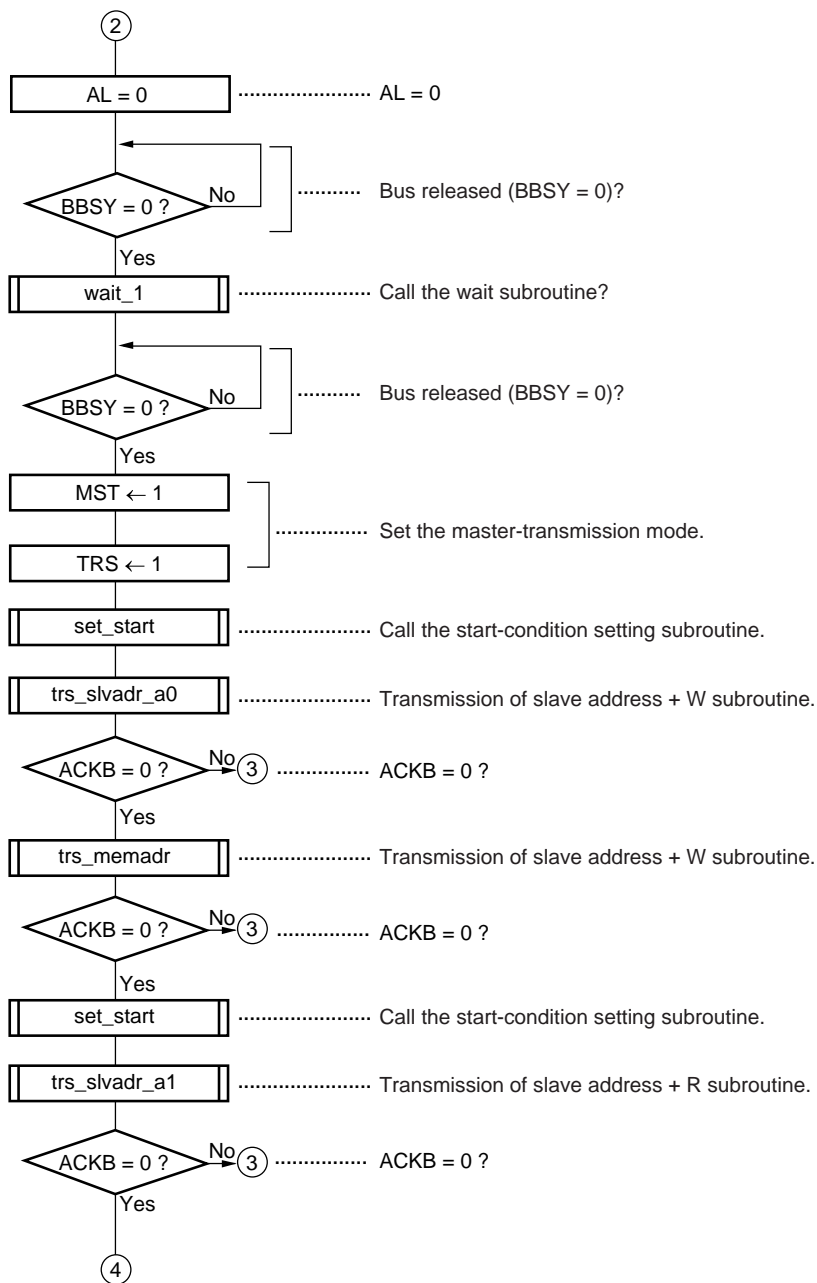 2
AL = 0 ...................... AL = 0
BBSY = 0 ? No ........... Bus released (BBSY = 0)?
Yes
wait_1 ...................... Call the wait subroutine?
BBSY = 0 ? No ........... Bus released (BBSY = 0)?
Yes
MST ← 1
................ Set the master-transmission mode.
TRS ← 1
set_start ...................... Call the start-condition setting subroutine.
trs_slvadr_a0 ...................... Transmission of slave address + W subroutine.
ACKB = 0 ? No 3 ................ ACKB = 0 ?
Yes
trs_memadr ...................... Transmission of slave address + W subroutine.
ACKB = 0 ? No 3 ................ ACKB = 0 ?
Yes
set_start ...................... Call the start-condition setting subroutine.
trs_slvadr_a1 ...................... Transmission of slave address + R subroutine.
ACKB = 0 ? No 3 ................ ACKB = 0 ?
Yes
4